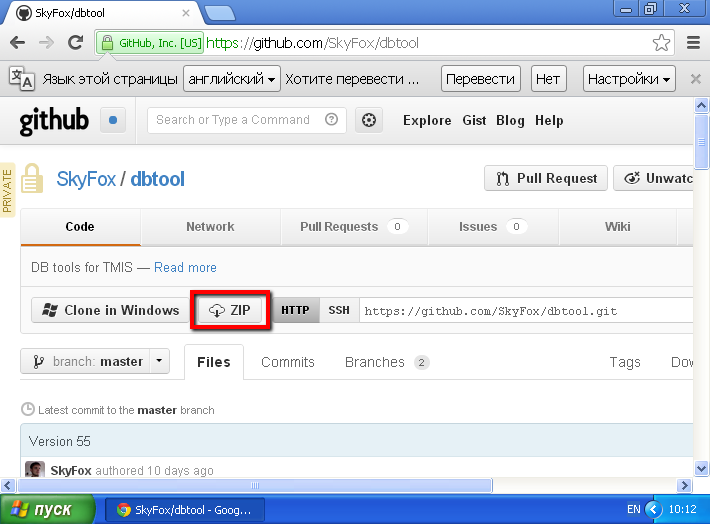 SkyFox/dbtool
GitHub, Inc. [US] https://github.com/SkyFox/dbtool
Язык этой страницы английский Хотите перевести ... Перевести Нет Настройки
github Search or Type a Command Explore Gist Blog Help
PRIVATE
SkyFox / dbtool Pull Request Unwatc
Code Network Pull Requests 0 Issues 0 Wiki
DB tools for TMIS — Read more
Clone in Windows ZIP HTTP SSH https://github.com/SkyFox/dbtool.git
branch: master Files Commits Branches 2 Tags Dow
Latest commit to the master branch
Version 55
SkyFox authored 10 days ago
пуск SkyFox/dbtool - Goog... EN 10:12